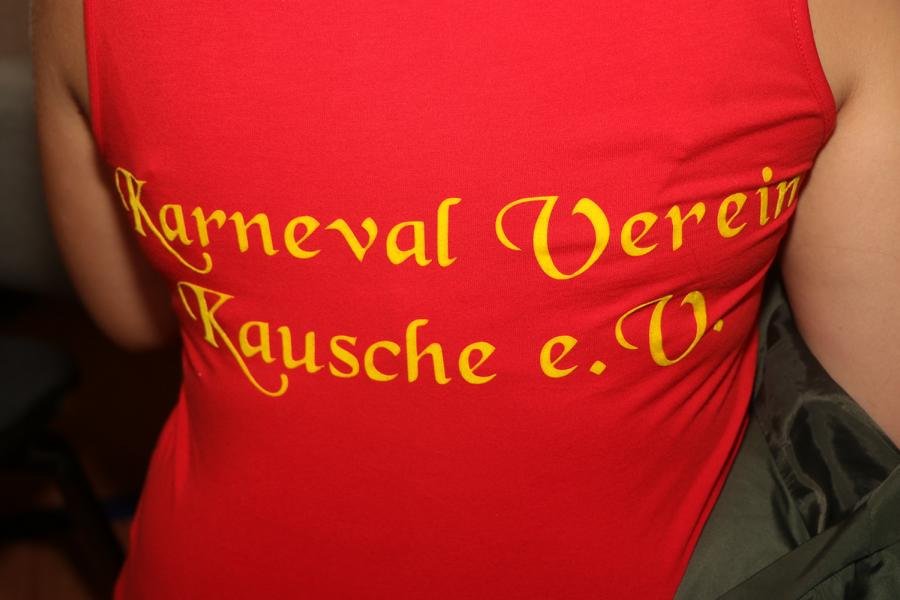 Karneval Verein
Kausche e.V.